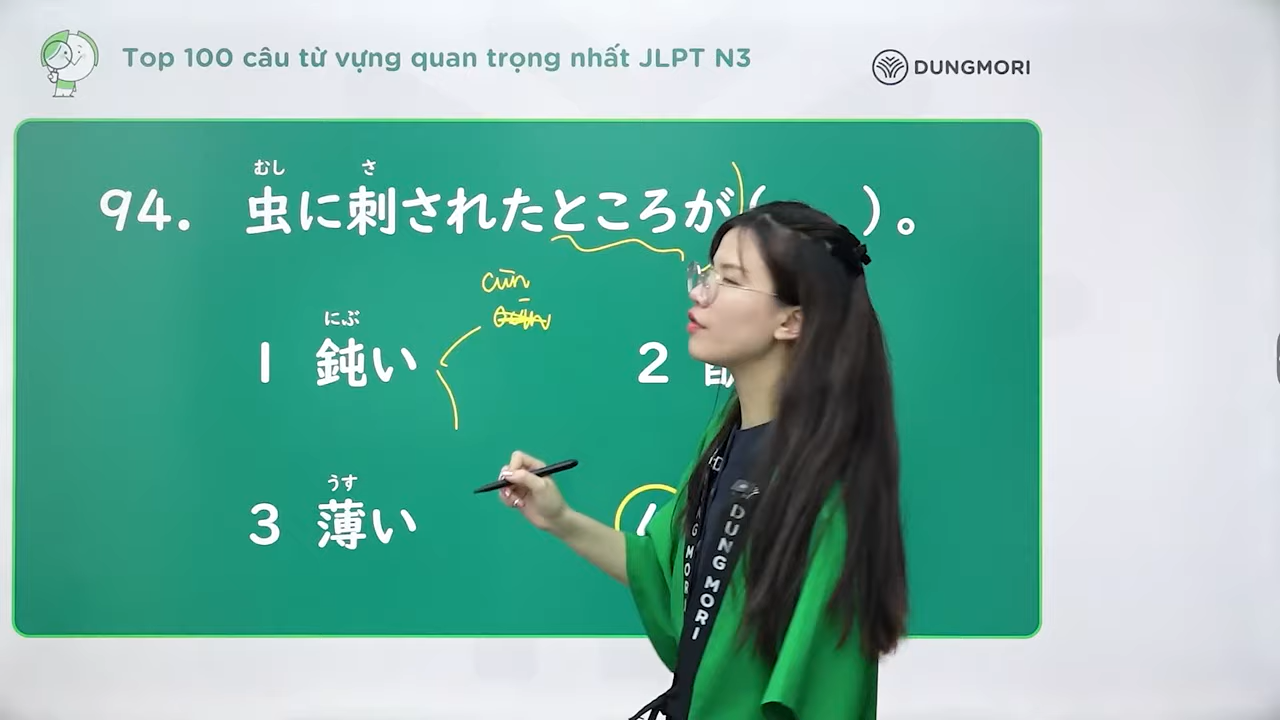 Top 100 câu từ vựng quan trọng nhất JLPT N3
DUNGMORI
むし さ
94. 虫に刺されたところが( )。
cùn
にぶ
1 鈍い
2
うす
3 薄い
DUNG MORI